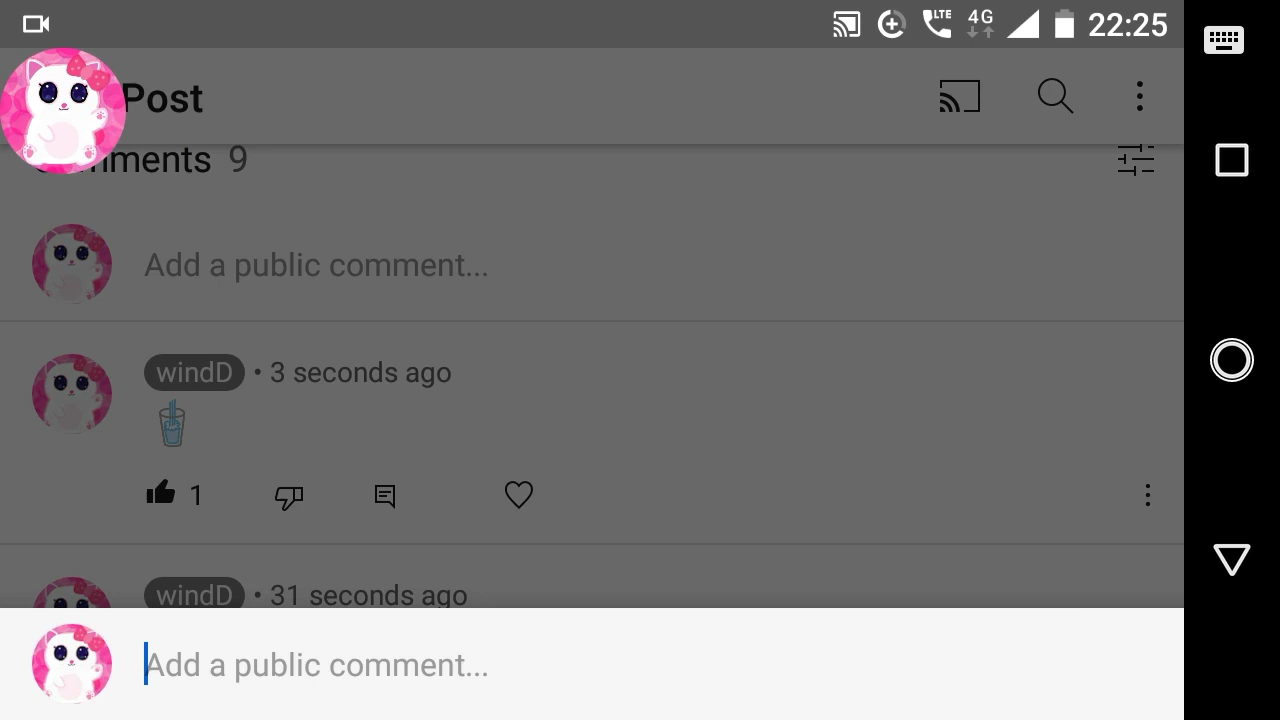 LTE 4G 22:25
Post
mments 9
Add a public comment...
windD • 3 seconds ago
1
windD • 31 seconds ago
Add a public comment...